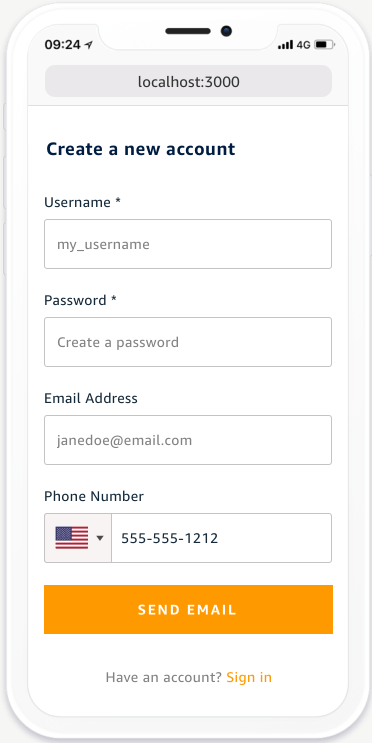 09:24 4G
localhost:3000
Create a new account
Username *
my_username
Password *
Create a password
Email Address
janedoe@email.com
Phone Number
555-555-1212
SEND EMAIL
Have an account? Sign in